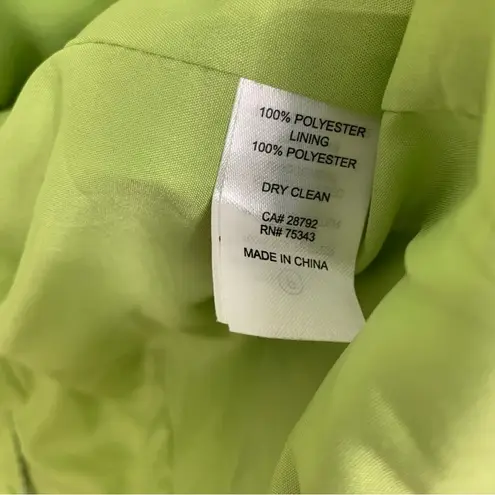 100% POLYESTER
LINING
100% POLYESTER
DRY CLEAN
CA# 28792
RN# 75343
MADE IN CHINA